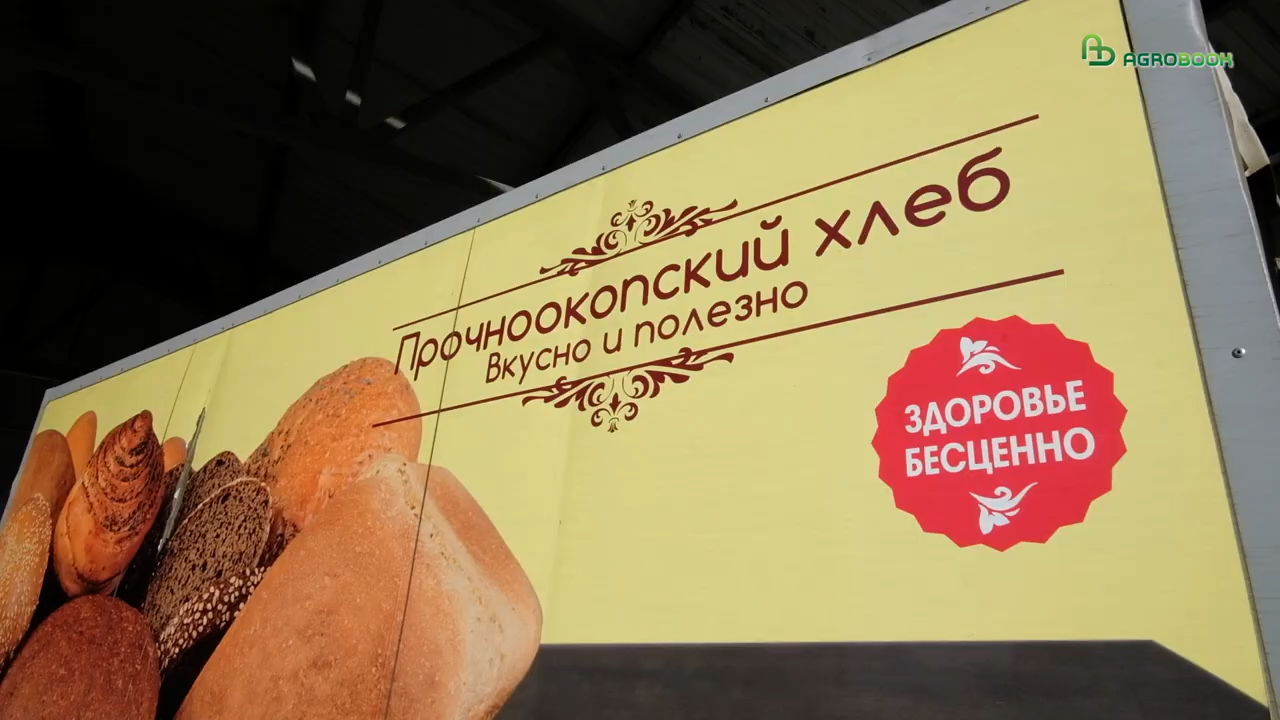 AGROBOOK
Прочноокопский хлеб
Вкусно и полезно
ЗДОРОВЬЕ
БЕСЦЕННО